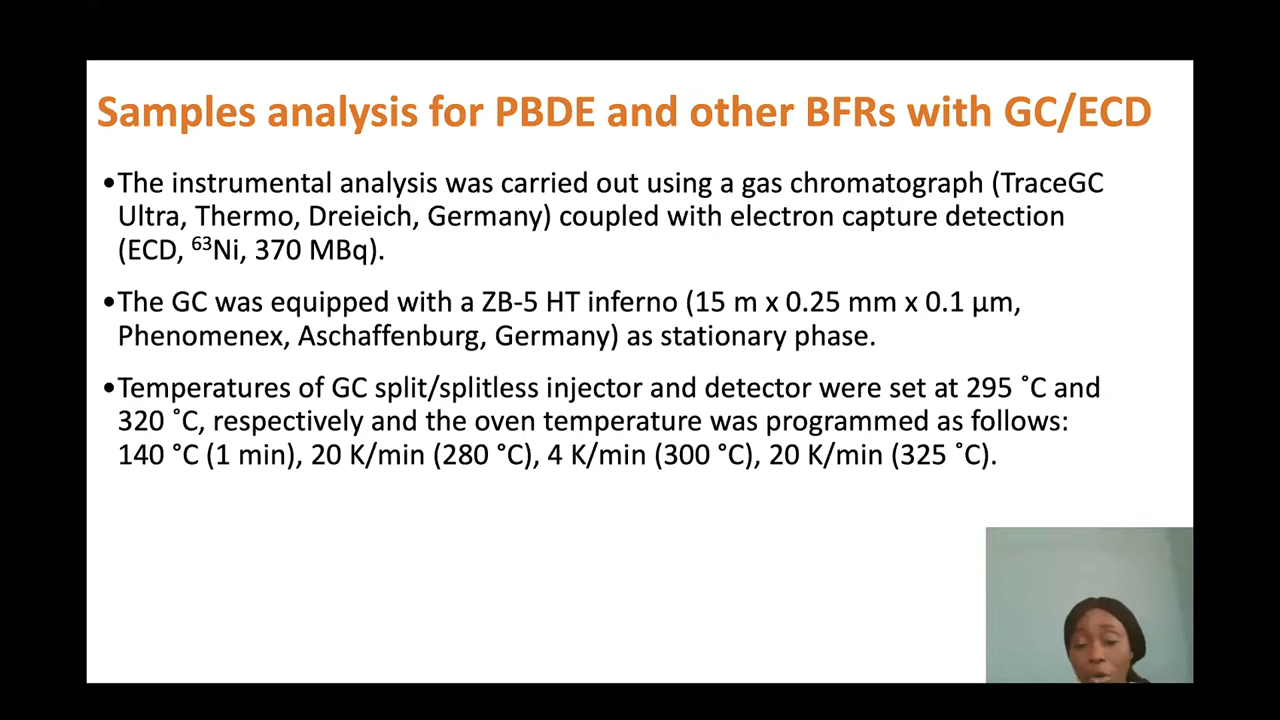 Samples analysis for PBDE and other BFRs with GC/ECD
•The instrumental analysis was carried out using a gas chromatograph (TraceGC
Ultra, Thermo, Dreieich, Germany) coupled with electron capture detection
(ECD, ⁶³Ni, 370 MBq).
•The GC was equipped with a ZB-5 HT inferno (15 m x 0.25 mm x 0.1 µm,
Phenomenex, Aschaffenburg, Germany) as stationary phase.
•Temperatures of GC split/splitless injector and detector were set at 295 ˚C and
320 ˚C, respectively and the oven temperature was programmed as follows:
140 °C (1 min), 20 K/min (280 °C), 4 K/min (300 °C), 20 K/min (325 ˚C).